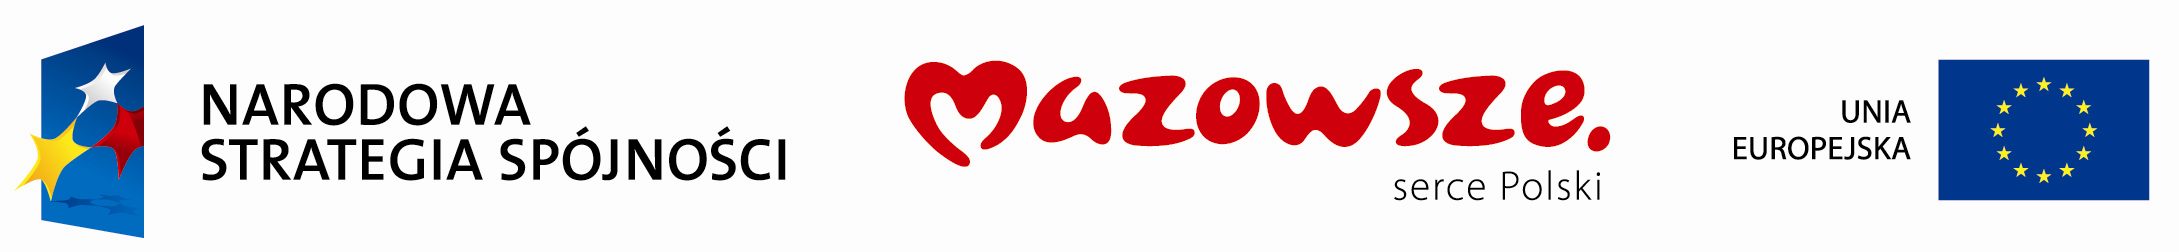 NARODOWA
STRATEGIA SPÓJNOŚCI
Mazowsze.
serce Polski
UNIA
EUROPEJSKA